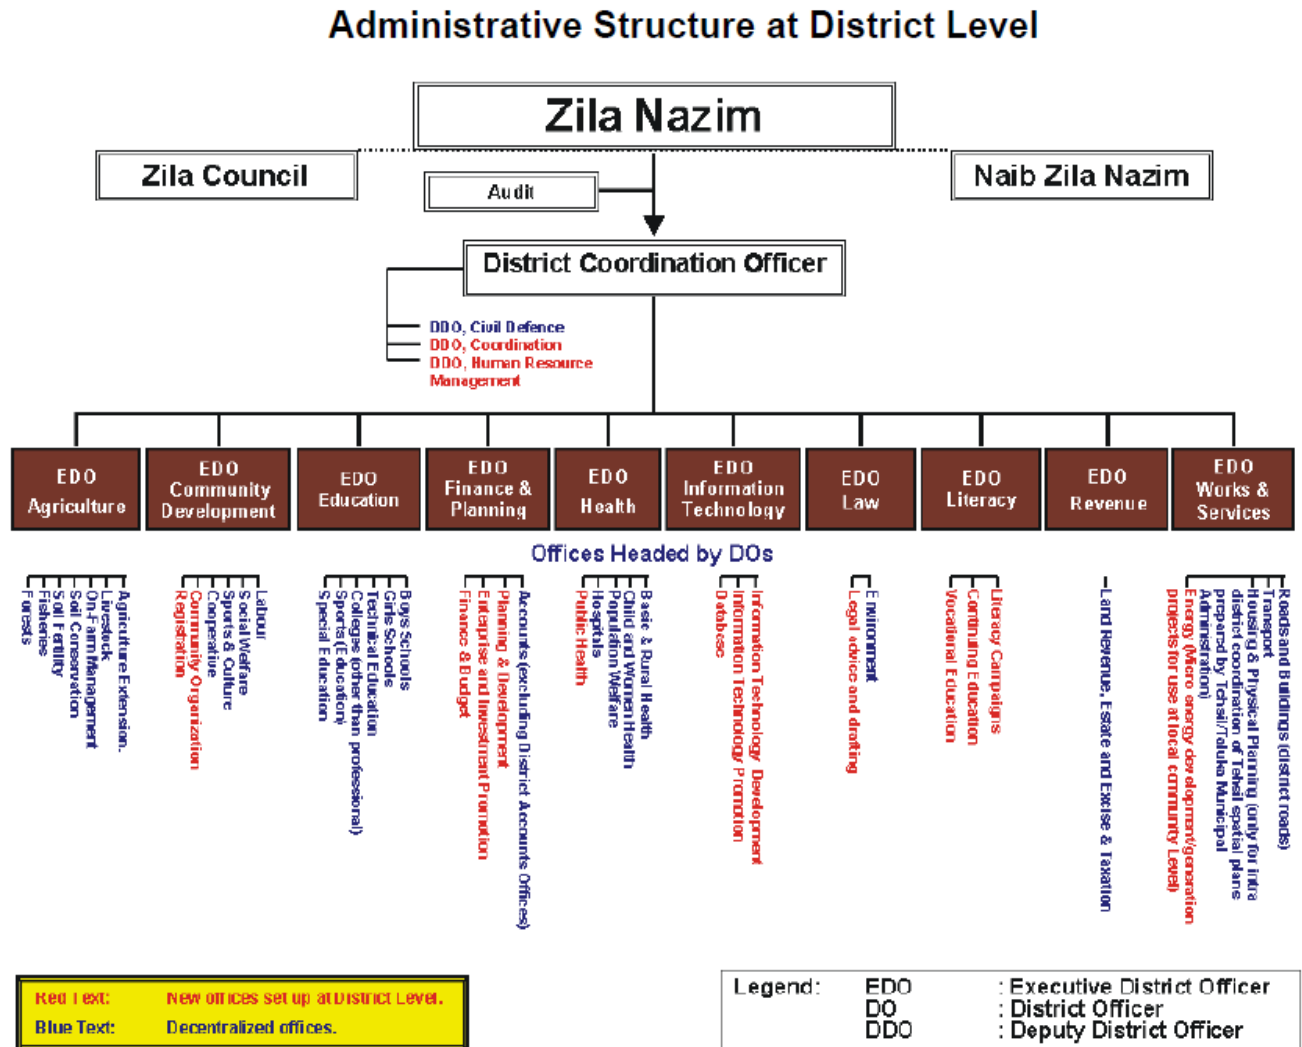 Administrative Structure at District Level
Zila Nazim
Zila Council
Naib Zila Nazim
Audit
District Coordination Officer
DDO, Civil Defence
DDO, Coordination
DDO, Human Resource
Management
EDO
Agriculture
EDO
Community
Development
EDO
Education
EDO
Finance &
Planning
EDO
Health
EDO
Information
Technology
EDO
Law
EDO
Literacy
EDO
Revenue
EDO
Works &
Services
Offices Headed by DOs
Agriculture Extension.
Livestock
On-Farm Management
Soil Conservation
Soil Fertility
Fisheries
Forests
Labour
Social Welfare
Sports & Culture
Cooperative
Community Organization
Registration
Boys Schools
Girls Schools
Technical Education
Colleges (other than professional)
Sports (Education)
Special Education
Accounts (excluding District Accounts Offices)
Planning & Development
Enterprise and Investment Promotion
Finance & Budget
Basic & Rural Health
Child and Women Health
Population Welfare
Hospitals
Public Health
Information Technology Development
Information Technology Promotion
Database
Environment
Legal advice and drafting
Literacy Campaigns
Continuing Education
Vocational Education
Land Revenue, Estate and Excise & Taxation
Roads and Buildings (district roads)
Transport
Housing & Physical Planning (only for intra
district coordination of Tehsil spatial plans
prepared by Tehsil/Taluka Municipal
Administration)
Energy (Micro energy development/generation
projects for use at local community Level)
Red Text: New offices set up at District Level.
Blue Text: Decentralized offices.
Legend: EDO : Executive District Officer
DO : District Officer
DDO : Deputy District Officer